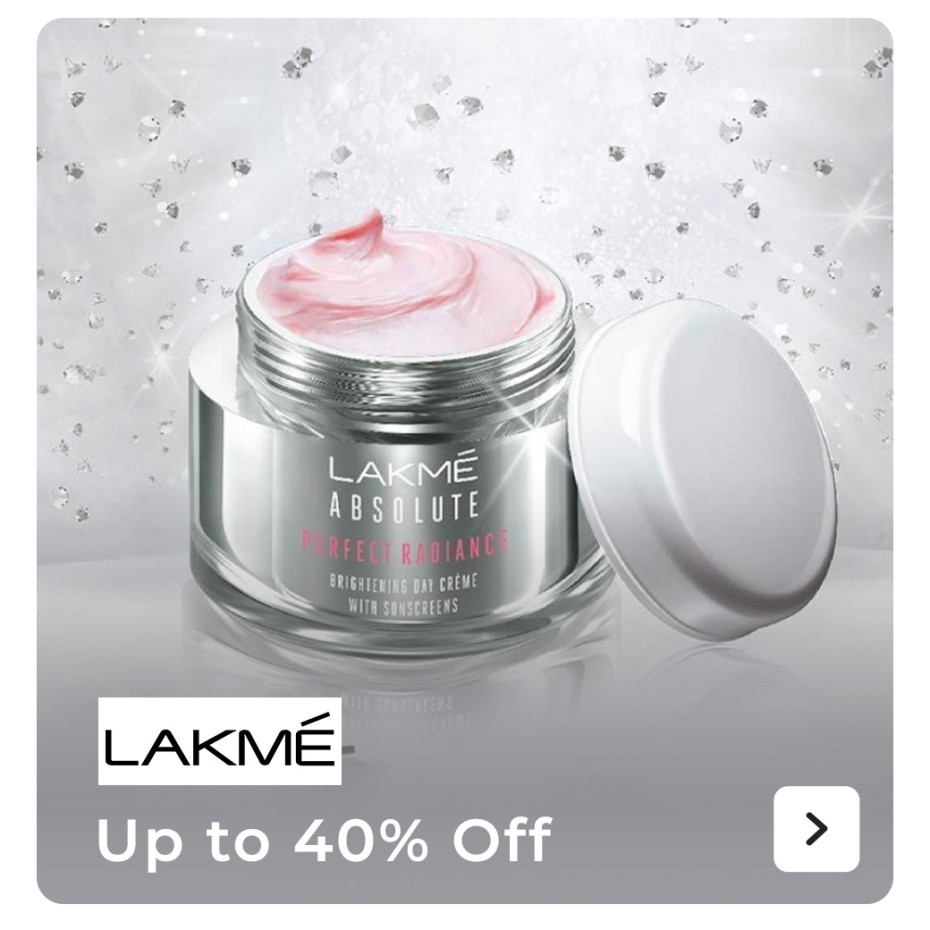 LAKMÉ
ABSOLUTE
PERFECT RADIANCE
BRIGHTENING DAY CRÈME
WITH SUNSCREENS
LAKMÉ
Up to 40% Off